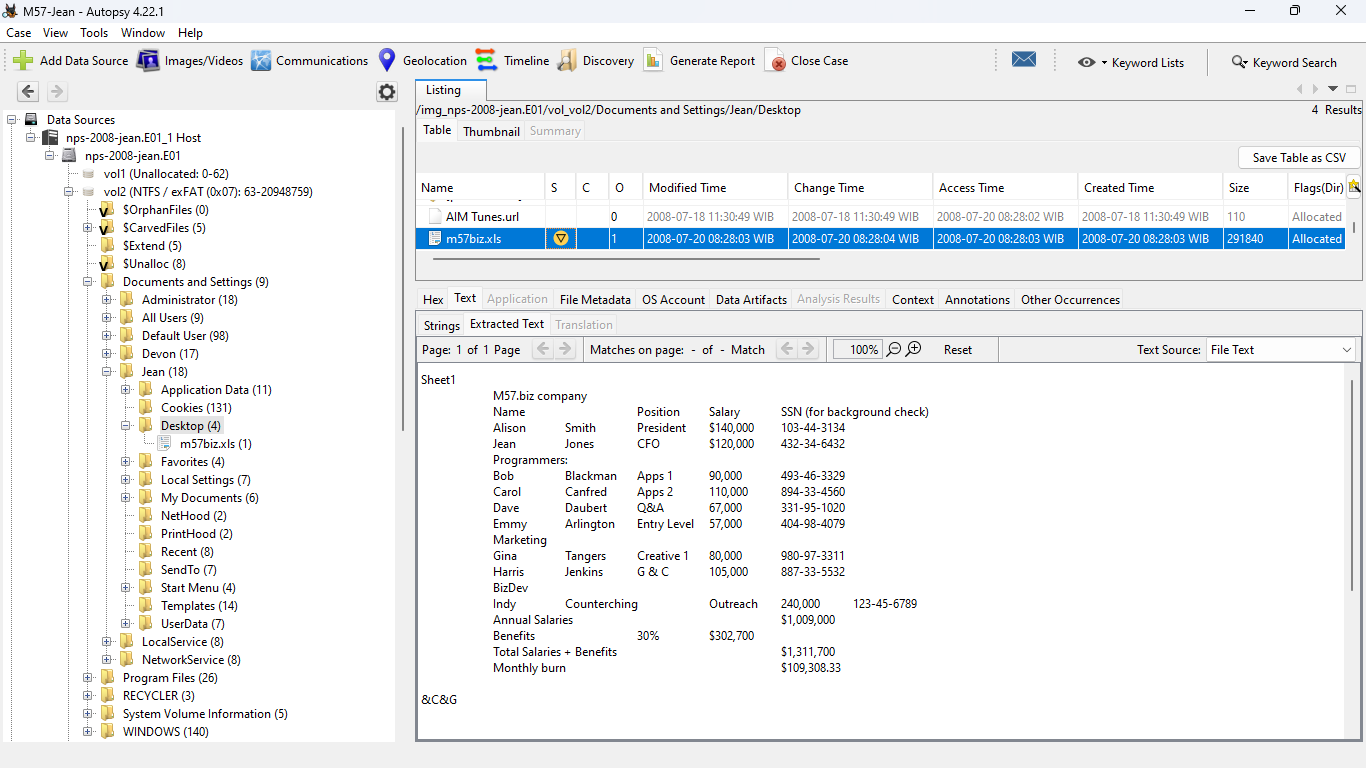 M57-Jean - Autopsy 4.22.1
Case View Tools Window Help
Add Data Source Images/Videos Communications Geolocation Timeline Discovery Generate Report Close Case Keyword Lists Keyword Search
Data Sources
nps-2008-jean.E01_1 Host
nps-2008-jean.E01
vol1 (Unallocated: 0-62)
vol2 (NTFS / exFAT (0x07): 63-20948759)
$OrphanFiles (0)
$CarvedFiles (5)
$Extend (5)
$Unalloc (8)
Documents and Settings (9)
Administrator (18)
All Users (9)
Default User (98)
Devon (17)
Jean (18)
Application Data (11)
Cookies (131)
Desktop (4)
m57biz.xls (1)
Favorites (4)
Local Settings (7)
My Documents (6)
NetHood (2)
PrintHood (2)
Recent (8)
SendTo (7)
Start Menu (4)
Templates (14)
UserData (7)
LocalService (8)
NetworkService (8)
Program Files (26)
RECYCLER (3)
System Volume Information (5)
WINDOWS (140)
Listing
/img_nps-2008-jean.E01/vol_vol2/Documents and Settings/Jean/Desktop 4 Results
Table Thumbnail Summary
Save Table as CSV
Name S C O Modified Time Change Time Access Time Created Time Size Flags(Dir)
AIM Tunes.url 0 2008-07-18 11:30:49 WIB 2008-07-18 11:30:49 WIB 2008-07-20 08:28:02 WIB 2008-07-18 11:30:49 WIB 110 Allocated
m57biz.xls 1 2008-07-20 08:28:03 WIB 2008-07-20 08:28:04 WIB 2008-07-20 08:28:03 WIB 2008-07-20 08:28:03 WIB 291840 Allocated
Hex Text Application File Metadata OS Account Data Artifacts Analysis Results Context Annotations Other Occurrences
Strings Extracted Text Translation
Page: 1 of 1 Page Matches on page: - of - Match 100% Reset Text Source: File Text
Sheet1
M57.biz company
Name Position Salary SSN (for background check)
Alison Smith President $140,000 103-44-3134
Jean Jones CFO $120,000 432-34-6432
Programmers:
Bob Blackman Apps 1 90,000 493-46-3329
Carol Canfred Apps 2 110,000 894-33-4560
Dave Daubert Q&A 67,000 331-95-1020
Emmy Arlington Entry Level 57,000 404-98-4079
Marketing
Gina Tangers Creative 1 80,000 980-97-3311
Harris Jenkins G & C 105,000 887-33-5532
BizDev
Indy Counterching Outreach 240,000 123-45-6789
Annual Salaries $1,009,000
Benefits 30% $302,700
Total Salaries + Benefits $1,311,700
Monthly burn $109,308.33
&C&G